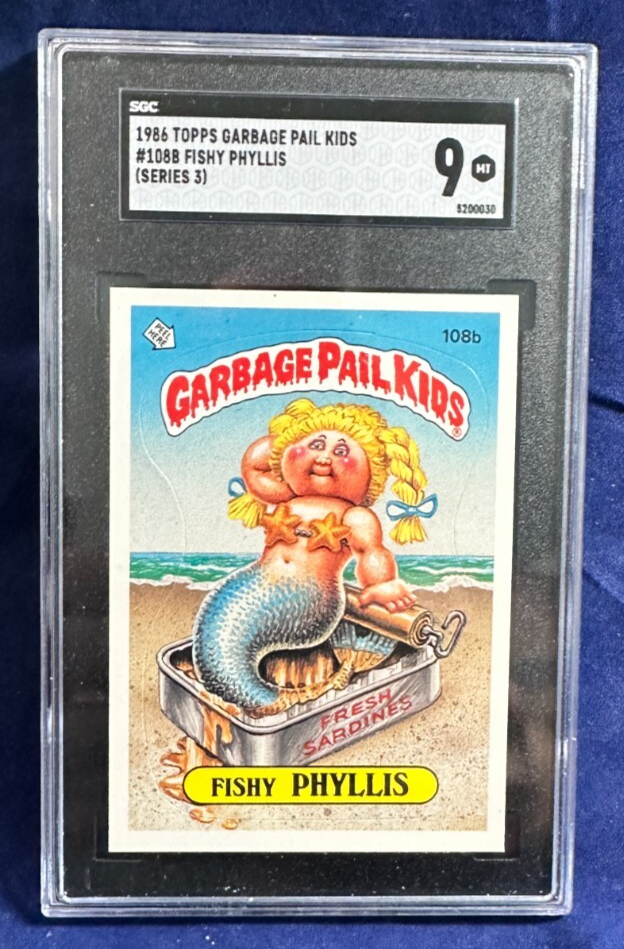 SGC
1986 TOPPS GARBAGE PAIL KIDS
#108B FISHY PHYLLIS
(SERIES 3)
9 MT
5200030
PEEL
HERE
108b
GARBAGE PAIL KIDS®
FRESH
SARDINES
FISHY PHYLLIS